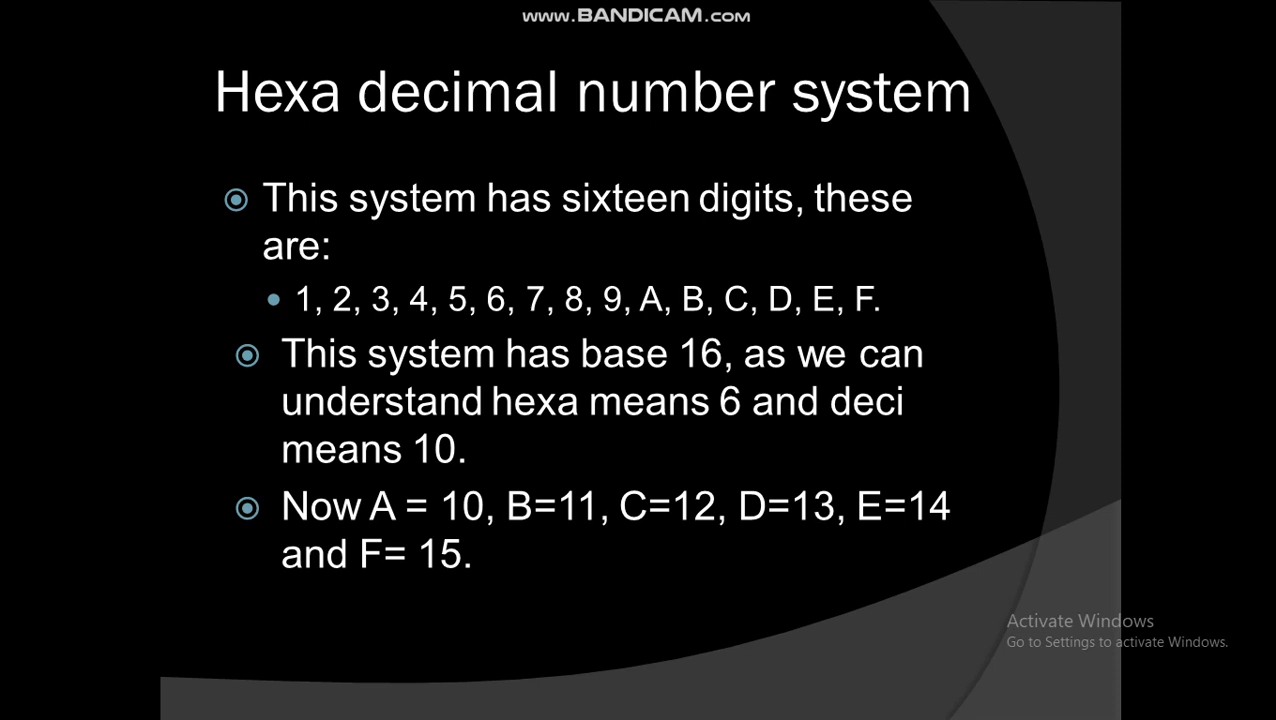 www.BANDICAM.com
Hexa decimal number system
This system has sixteen digits, these
are:
1, 2, 3, 4, 5, 6, 7, 8, 9, A, B, C, D, E, F.
This system has base 16, as we can
understand hexa means 6 and deci
means 10.
Now A = 10, B=11, C=12, D=13, E=14
and F= 15.
Activate Windows
Go to Settings to activate Windows.